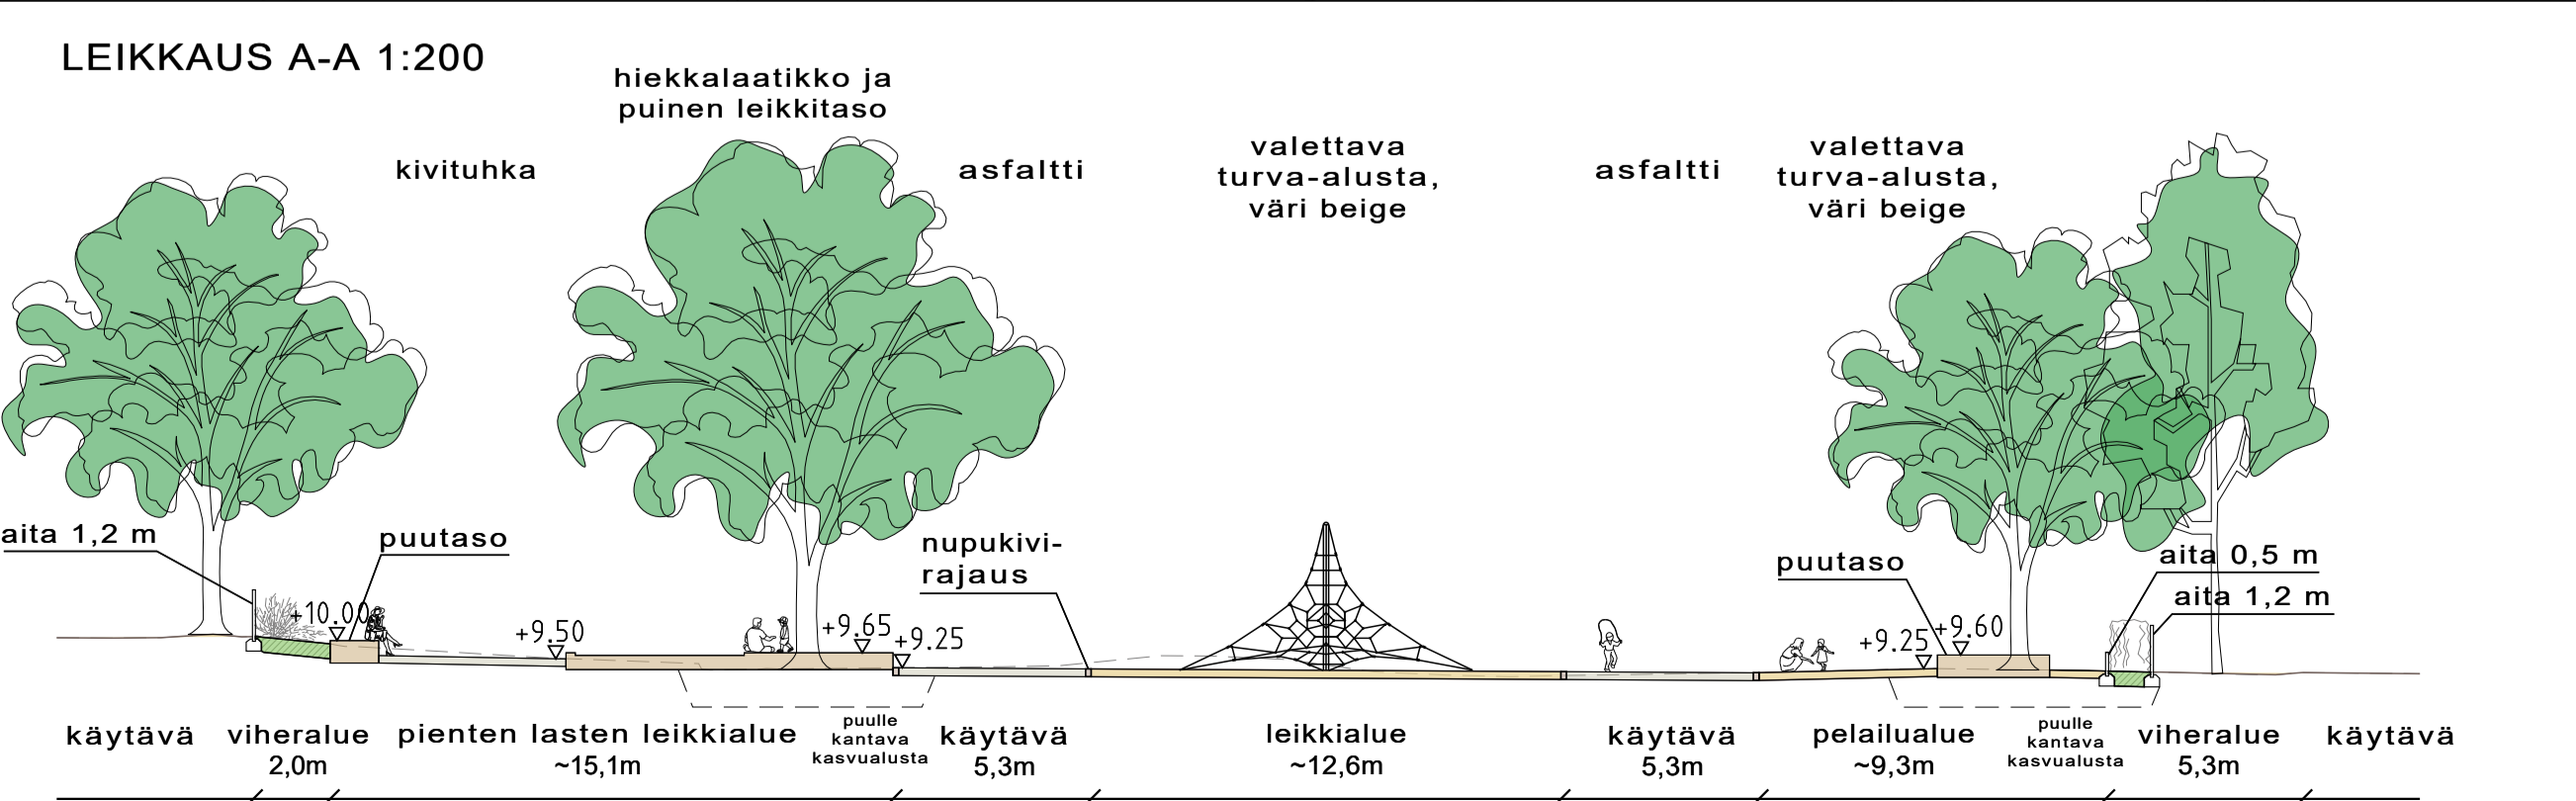 LEIKKAUS A-A 1:200
hiekkalaatikko ja
puinen leikkitaso
kivituhka
asfaltti
valettava
turva-alusta,
väri beige
asfaltti
valettava
turva-alusta,
väri beige
aita 1,2 m
puutaso
nupukivi-
rajaus
puutaso
aita 0,5 m
aita 1,2 m
+10.00
+9.50
+9.65
+9.25
+9.25
+9.60
käytävä
viheralue
2,0m
pienten lasten leikkialue
~15,1m
puulle
kantava
kasvualusta
käytävä
5,3m
leikkialue
~12,6m
käytävä
5,3m
pelailualue
~9,3m
puulle
kantava
kasvualusta
viheralue
5,3m
käytävä